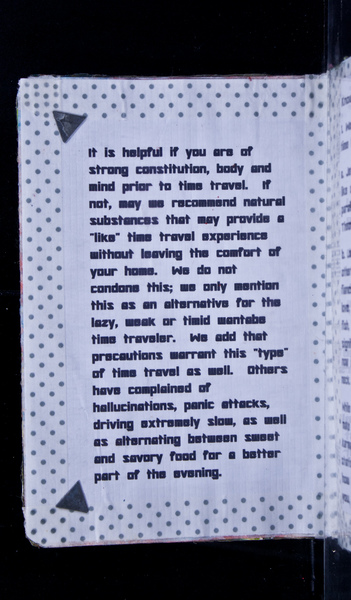 It is helpful if you are of
strong constitution, body and
mind prior to time travel. If
not, may we recommend natural
substances that may provide a
"like" time travel experience
without leaving the comfort of
your home. We do not
condone this; we only mention
this as an alternative for the
lazy, weak or timid wantabe
time traveler. We add that
precautions warrant this "type"
of time travel as well. Others
have complained of
hallucinations, panic attacks,
driving extremely slow, as well
as alternating between sweet
and savory food for a better
part of the evening.